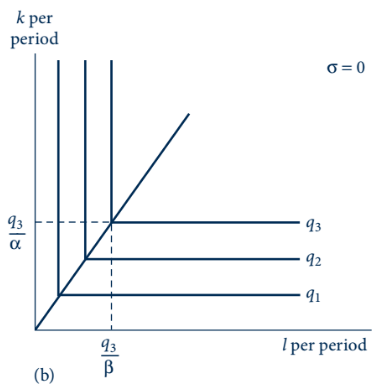 k per
period
σ = 0
q₃
α
q₃
q₂
q₁
q₃
β
l per period
(b)